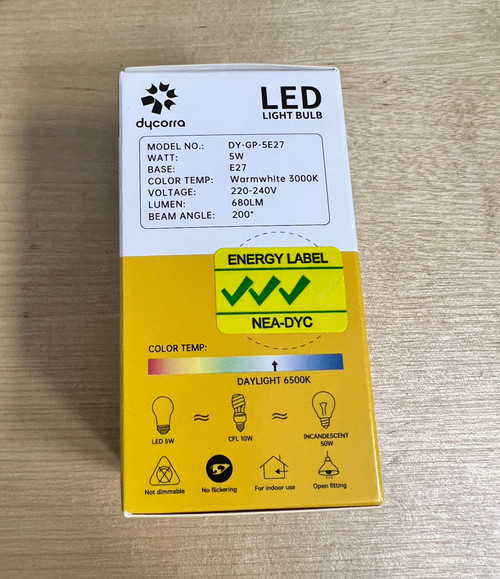 dycorra
LED
LIGHT BULB
MODEL NO.: DY-GP-5E27
WATT: 5W
BASE: E27
COLOR TEMP: Warmwhite 3000K
VOLTAGE: 220-240V
LUMEN: 680LM
BEAM ANGLE: 200°
ENERGY LABEL
NEA-DYC
COLOR TEMP:
DAYLIGHT 6500K
LED 5W
≈
CFL 10W
≈
INCANDESCENT
50W
Not dimmable
No flickering
For indoor use
Open fitting